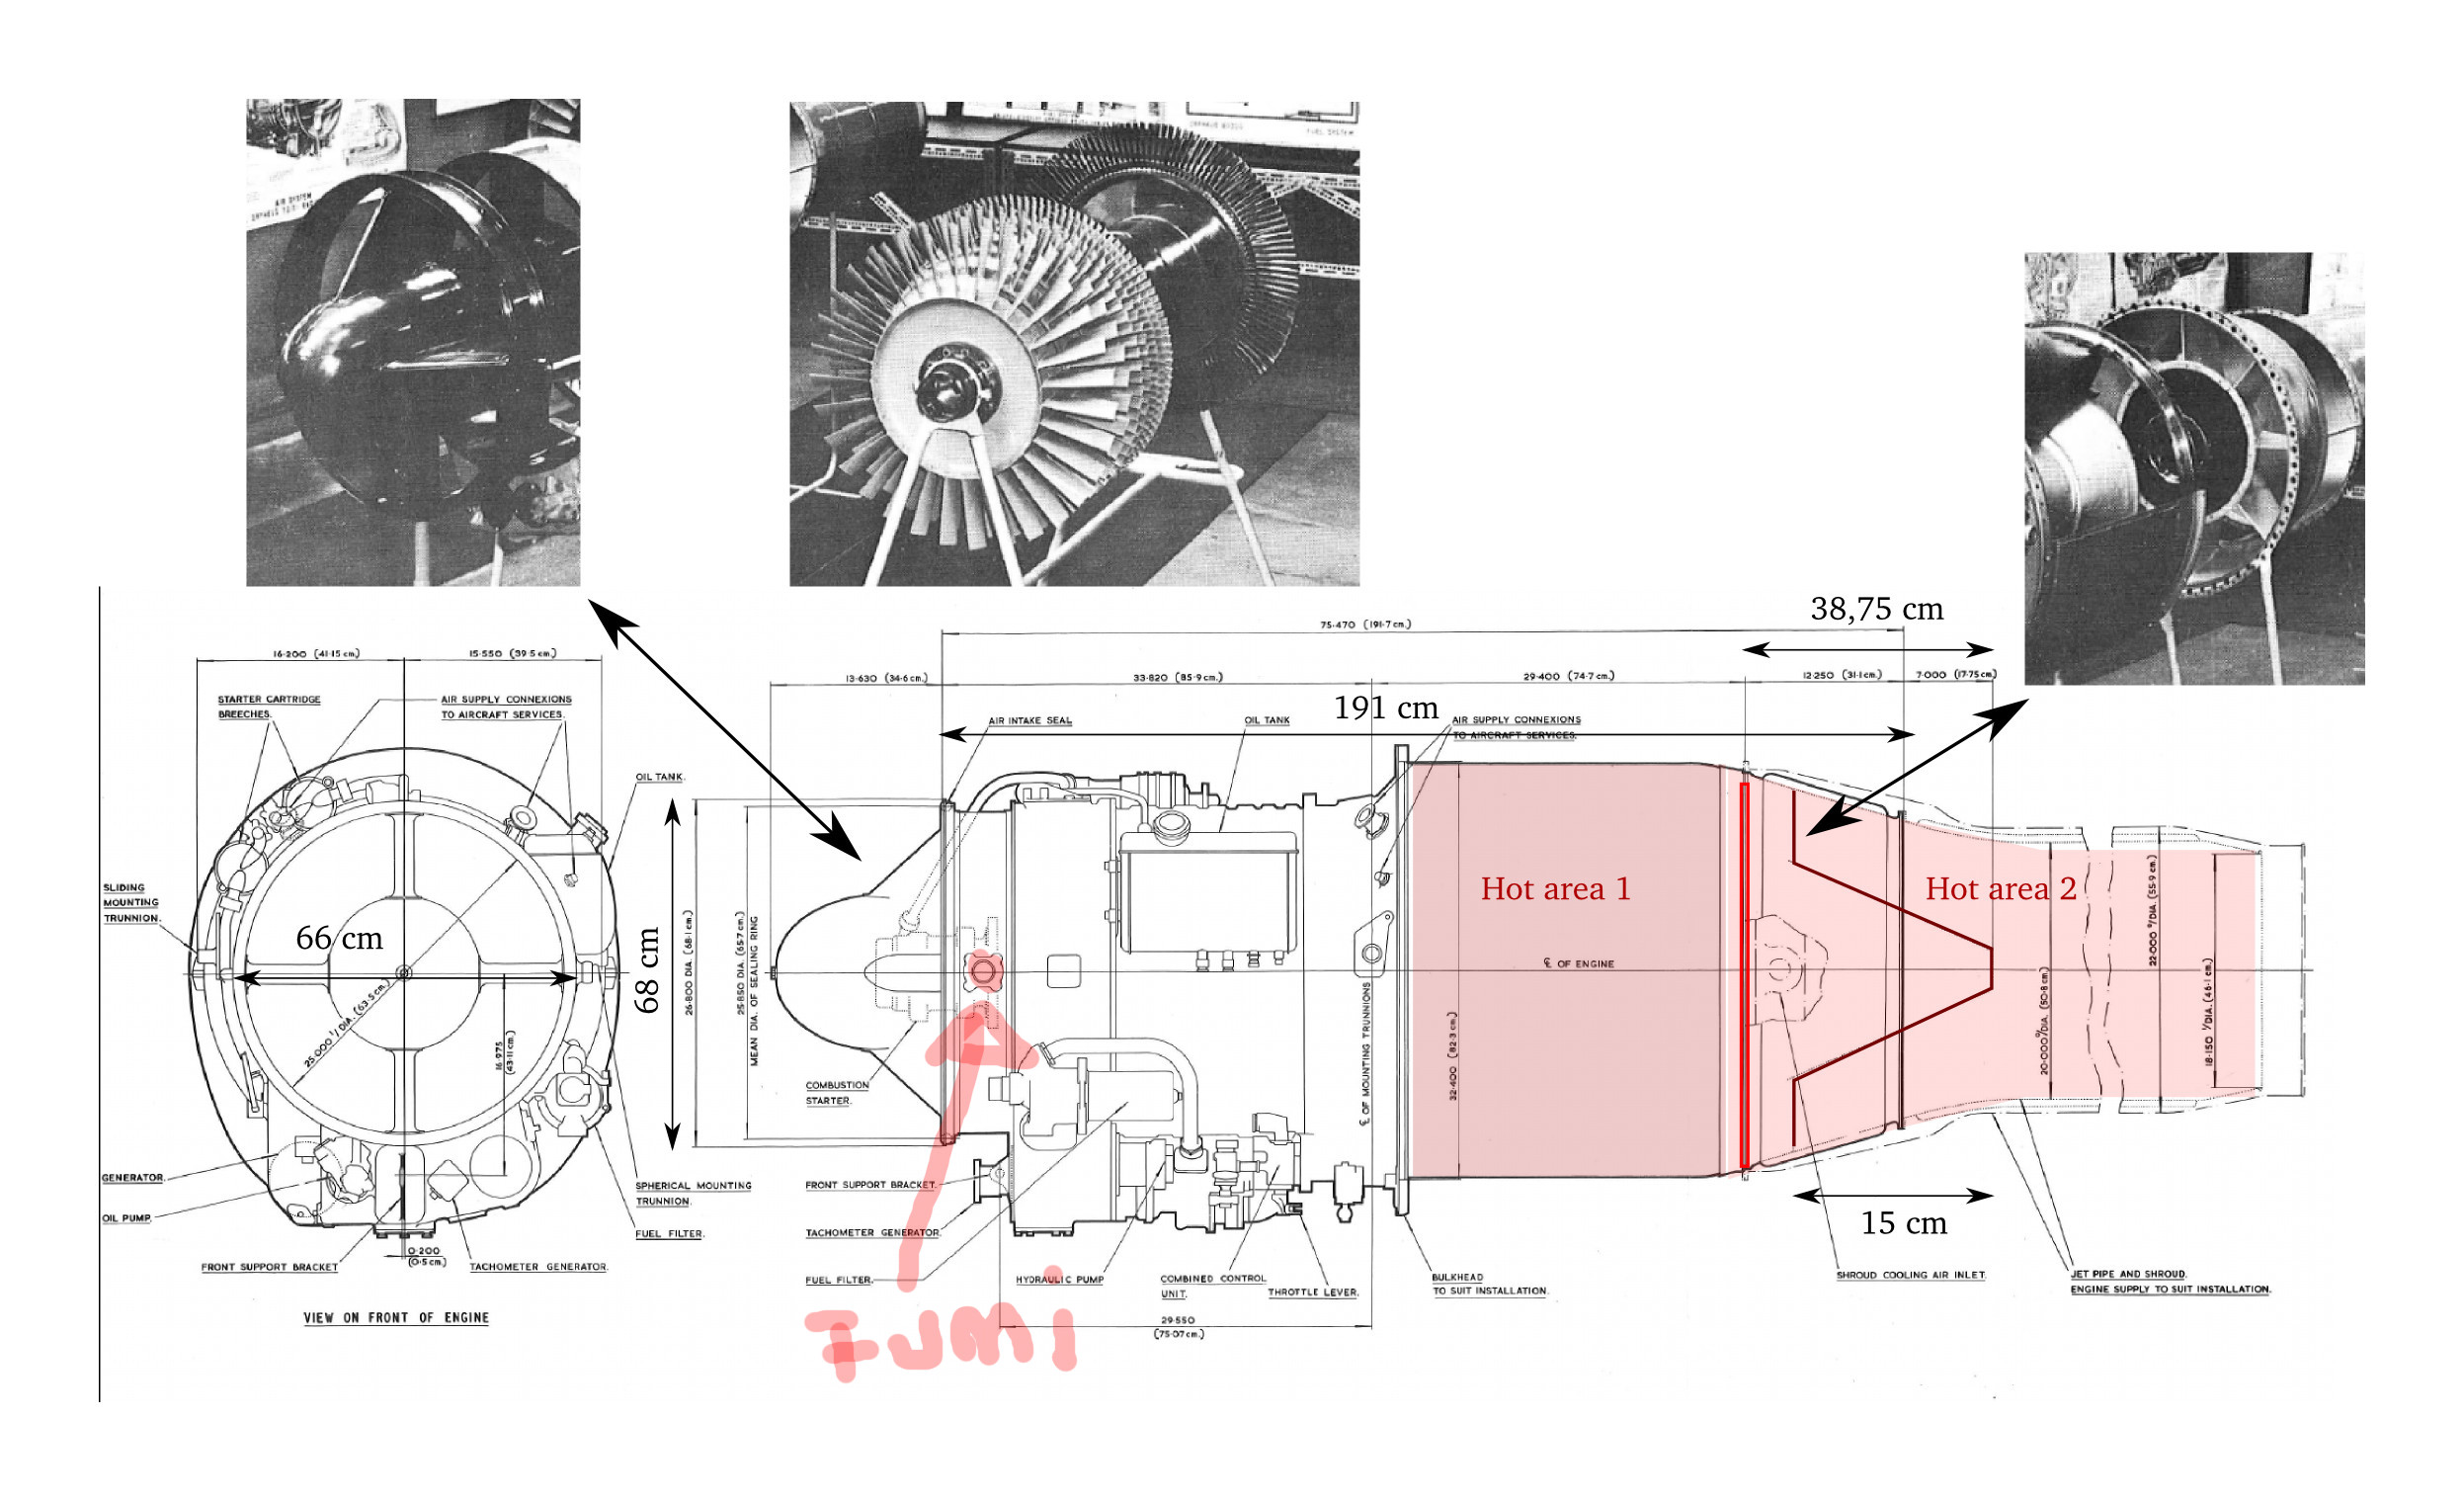 AIR SYSTEM
FUEL SYSTEM
38,75 cm
75·470 (191·7 cm.)
16·200 (41·15 cm.)
15·550 (39·5 cm.)
13·630 (34·6 cm.)
33·820 (85·9 cm.)
29·400 (74·7 cm.)
12·250 (31·1 cm.)
7·000 (17·75 cm.)
191 cm
STARTER CARTRIDGE
BREECHES.
AIR SUPPLY CONNEXIONS
TO AIRCRAFT SERVICES.
AIR INTAKE SEAL
OIL TANK
AIR SUPPLY CONNEXIONS
TO AIRCRAFT SERVICES.
OIL TANK.
SLIDING
MOUNTING
TRUNNION.
66 cm
68 cm
26·800 DIA. (68·1 cm.)
25·850 DIA. (65·7 cm.)
MEAN DIA. OF SEALING RING
25·000 I/DIA. (63·5 cm.)
16·975
(43·11 cm.)
Hot area 1
Hot area 2
℄ OF ENGINE
℄ OF MOUNTING TRUNNIONS
32·400 (82·3 cm.)
20·000 O/DIA. (50·8 cm.)
22·000 O/DIA. (55·9 cm.)
18·150 I/DIA. (46·1 cm.)
COMBUSTION
STARTER.
GENERATOR.
OIL PUMP.
FRONT SUPPORT BRACKET
0·200
(0·5 cm.)
TACHOMETER GENERATOR.
SPHERICAL MOUNTING
TRUNNION.
FUEL FILTER.
FRONT SUPPORT BRACKET.
TACHOMETER GENERATOR.
FUEL FILTER.
HYDRAULIC PUMP
COMBINED CONTROL
UNIT.
THROTTLE LEVER.
BULKHEAD
TO SUIT INSTALLATION.
15 cm
SHROUD COOLING AIR INLET.
JET PIPE AND SHROUD.
ENGINE SUPPLY TO SUIT INSTALLATION.
29·550
(75·07 cm.)
VIEW ON FRONT OF ENGINE